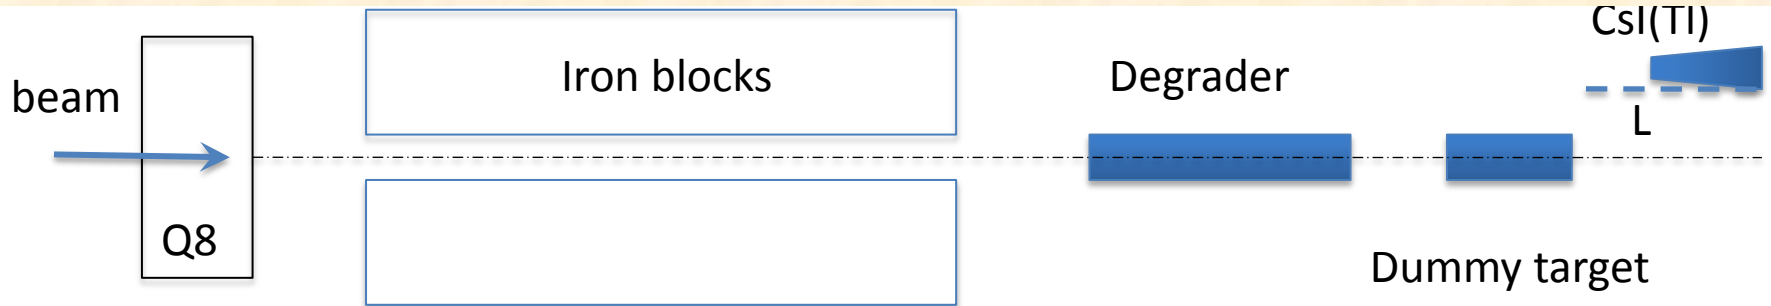 CsI(Tl)
Iron blocks
Degrader
beam
L
Q8
Dummy target